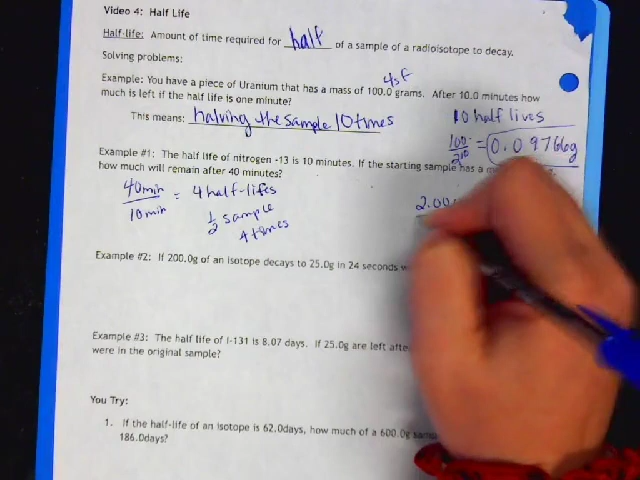 Video 4: Half Life
Half-life: Amount of time required for half of a sample of a radioisotope to decay.
Solving problems:
4sf
Example: You have a piece of Uranium that has a mass of 100.0 grams. After 10.0 minutes how
much is left if the half life is one minute?
10 half lives
This means: halving the sample 10 times
100/2^10 = 0.09766g
Example #1: The half life of nitrogen -13 is 10 minutes. If the starting sample has a
how much will remain after 40 minutes?
40min/10min = 4 half-lifes
2.00
1/2 sample
4 times
Example #2: If 200.0g of an isotope decays to 25.0g in 24 seconds
Example #3: The half life of I-131 is 8.07 days. If 25.0g are left
were in the original sample?
You Try:
1. If the half-life of an isotope is 62.0days, how much of a 600.0g
186.0days?